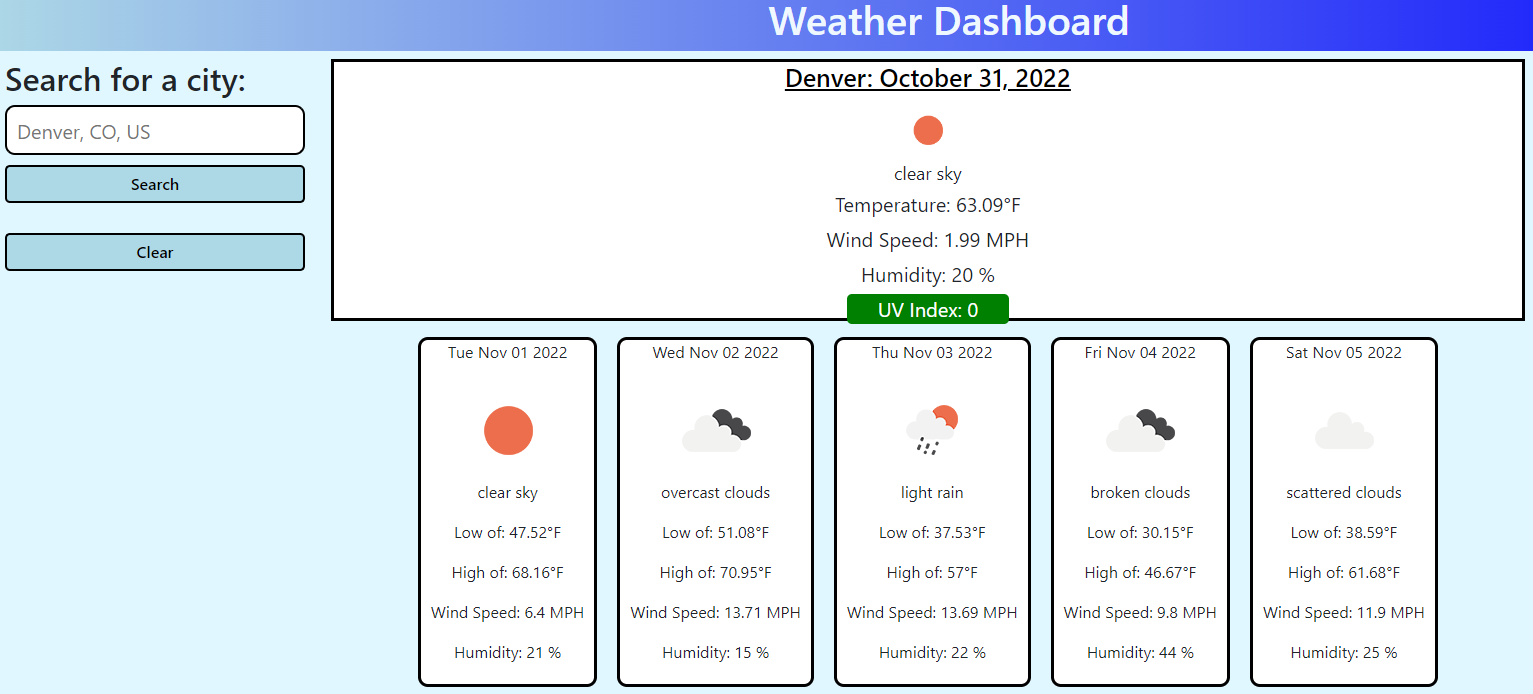 Weather Dashboard
Search for a city:
Denver, CO, US
Search
Clear
Denver: October 31, 2022
clear sky
Temperature: 63.09°F
Wind Speed: 1.99 MPH
Humidity: 20 %
UV Index: 0
Tue Nov 01 2022
clear sky
Low of: 47.52°F
High of: 68.16°F
Wind Speed: 6.4 MPH
Humidity: 21 %
Wed Nov 02 2022
overcast clouds
Low of: 51.08°F
High of: 70.95°F
Wind Speed: 13.71 MPH
Humidity: 15 %
Thu Nov 03 2022
light rain
Low of: 37.53°F
High of: 57°F
Wind Speed: 13.69 MPH
Humidity: 22 %
Fri Nov 04 2022
broken clouds
Low of: 30.15°F
High of: 46.67°F
Wind Speed: 9.8 MPH
Humidity: 44 %
Sat Nov 05 2022
scattered clouds
Low of: 38.59°F
High of: 61.68°F
Wind Speed: 11.9 MPH
Humidity: 25 %